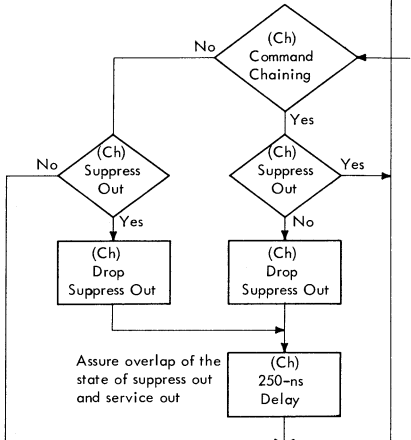 (Ch)
Command
Chaining
No
Yes
(Ch)
Suppress
Out
No
Yes
(Ch)
Suppress
Out
Yes
No
(Ch)
Drop
Suppress Out
(Ch)
Drop
Suppress Out
Assure overlap of the
state of suppress out
and service out
(Ch)
250-ns
Delay